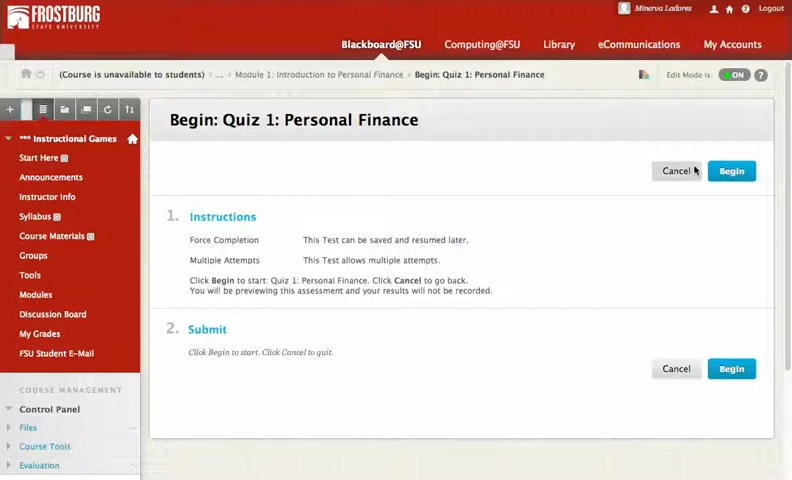 FROSTBURG
STATE UNIVERSITY
Minerva Ladores
Logout
Blackboard@FSU
Computing@FSU
Library
eCommunications
My Accounts
(Course is unavailable to students) › ... › Module 1: Introduction to Personal Finance › Begin: Quiz 1: Personal Finance
Edit Mode is: ON ?
*** Instructional Games
Start Here
Announcements
Instructor Info
Syllabus
Course Materials
Groups
Tools
Modules
Discussion Board
My Grades
FSU Student E-Mail
COURSE MANAGEMENT
Control Panel
Files
Course Tools
Evaluation
Begin: Quiz 1: Personal Finance
Cancel Begin
1. Instructions
Force Completion This Test can be saved and resumed later.
Multiple Attempts This Test allows multiple attempts.
Click Begin to start: Quiz 1: Personal Finance. Click Cancel to go back.
You will be previewing this assessment and your results will not be recorded.
2. Submit
Click Begin to start. Click Cancel to quit.
Cancel Begin